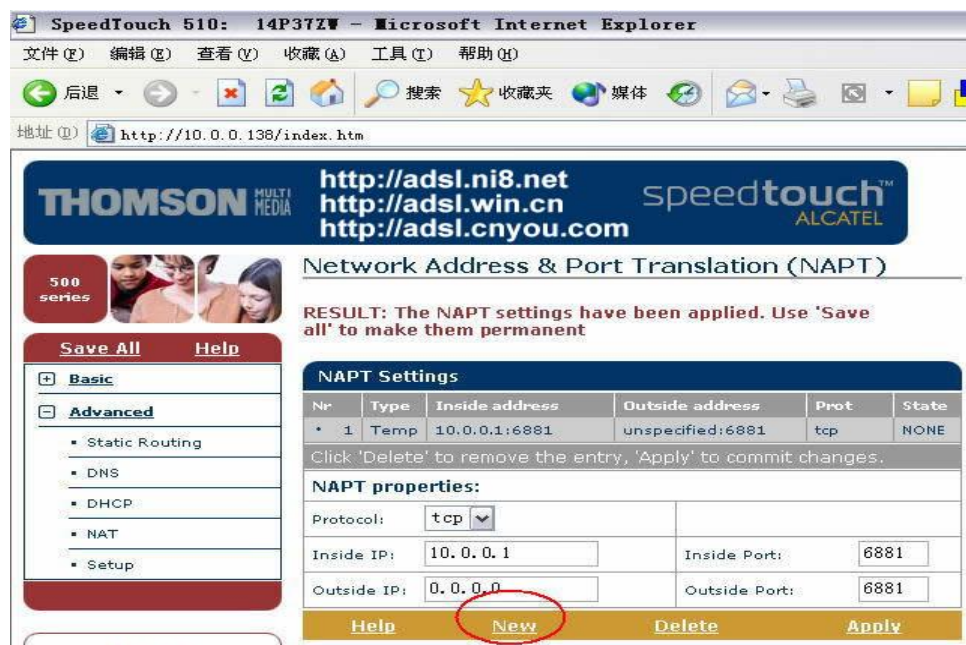 SpeedTouch 510: 14P37ZW - Microsoft Internet Explorer
文件(F) 编辑(E) 查看(V) 收藏(A) 工具(T) 帮助(H)
后退 搜索 收藏夹 媒体
地址(D) http://10.0.0.138/index.htm
THOMSON MULTI MEDIA
http://adsl.ni8.net
http://adsl.win.cn
http://adsl.cnyou.com
speedtouch™
ALCATEL
500 series
Save All Help
Basic
Advanced
Static Routing
DNS
DHCP
NAT
Setup
Network Address & Port Translation (NAPT)
RESULT: The NAPT settings have been applied. Use 'Save
all' to make them permanent
NAPT Settings
Nr Type Inside address Outside address Prot State
1 Temp 10.0.0.1:6881 unspecified:6881 tcp NONE
Click 'Delete' to remove the entry, 'Apply' to commit changes.
NAPT properties:
Protocol: tcp
Inside IP: 10.0.0.1 Inside Port: 6881
Outside IP: 0.0.0.0 Outside Port: 6881
Help New Delete Apply